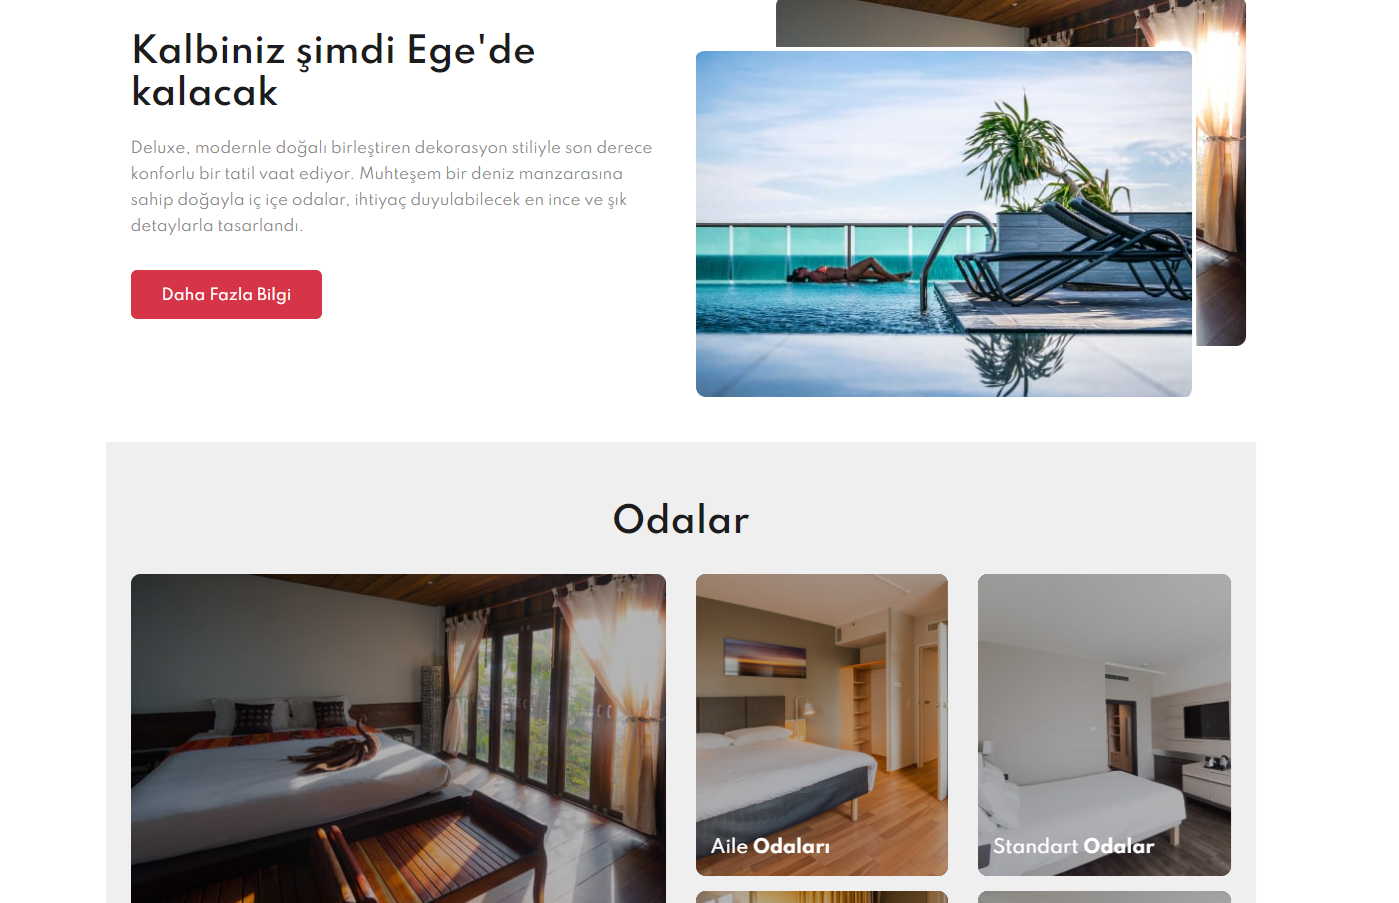 Kalbiniz şimdi Ege'de
kalacak
Deluxe, modernle doğalı birleştiren dekorasyon stiliyle son derece
konforlu bir tatil vaat ediyor. Muhteşem bir deniz manzarasına
sahip doğayla iç içe odalar, ihtiyaç duyulabilecek en ince ve şık
detaylarla tasarlandı.
Daha Fazla Bilgi
Odalar
Aile Odaları
Standart Odalar